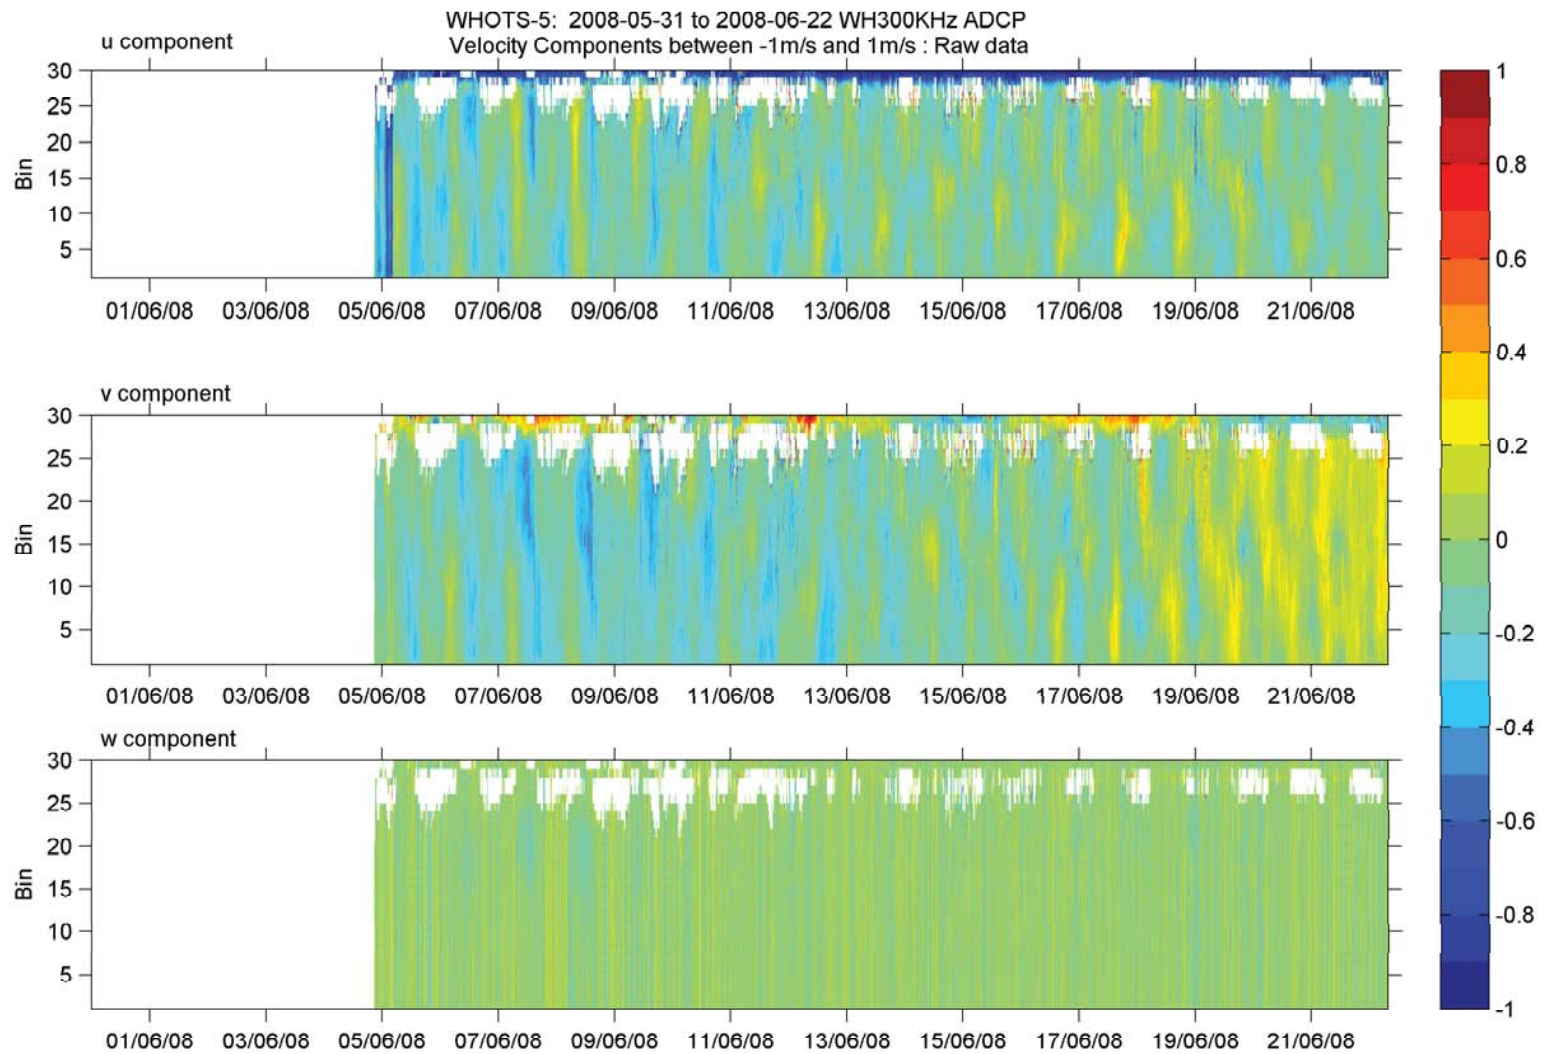 WHOTS-5: 2008-05-31 to 2008-06-22 WH300KHz ADCP
Velocity Components between -1m/s and 1m/s : Raw data
u component
30
25
20
15
10
5
Bin
01/06/08 03/06/08 05/06/08 07/06/08 09/06/08 11/06/08 13/06/08 15/06/08 17/06/08 19/06/08 21/06/08
v component
30
25
20
15
10
5
Bin
01/06/08 03/06/08 05/06/08 07/06/08 09/06/08 11/06/08 13/06/08 15/06/08 17/06/08 19/06/08 21/06/08
w component
30
25
20
15
10
5
Bin
01/06/08 03/06/08 05/06/08 07/06/08 09/06/08 11/06/08 13/06/08 15/06/08 17/06/08 19/06/08 21/06/08
1
0.8
0.6
0.4
0.2
0
-0.2
-0.4
-0.6
-0.8
-1